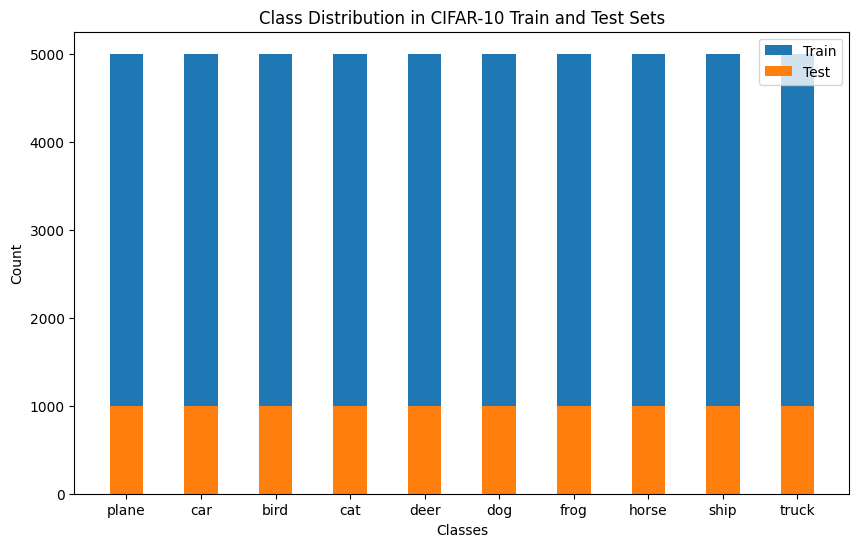 Class Distribution in CIFAR-10 Train and Test Sets
Train
Test
Count
5000
4000
3000
2000
1000
0
plane car bird cat deer dog frog horse ship truck
Classes